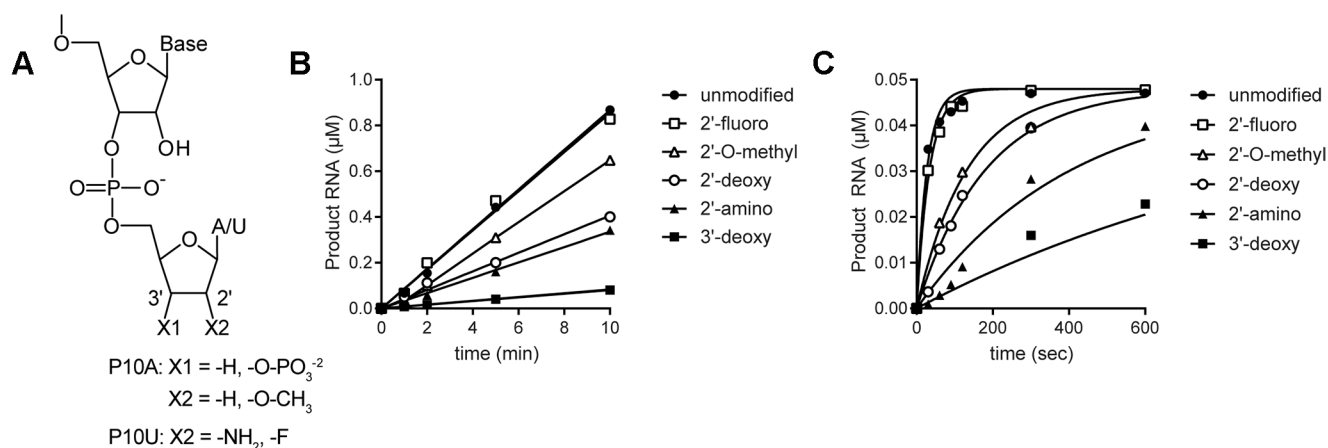 A
O
O
Base
O
OH
O=P-O-
O
O
A/U
3'
2'
X1
X2
P10A: X1 = -H, -O-PO3-2
X2 = -H, -O-CH3
P10U: X2 = -NH2, -F
B
Product RNA (μM)
1.0
0.8
0.6
0.4
0.2
0.0
0
2
4
6
8
10
time (min)
unmodified
2'-fluoro
2'-O-methyl
2'-deoxy
2'-amino
3'-deoxy
C
Product RNA (μM)
0.05
0.04
0.03
0.02
0.01
0.00
0
200
400
600
time (sec)
unmodified
2'-fluoro
2'-O-methyl
2'-deoxy
2'-amino
3'-deoxy